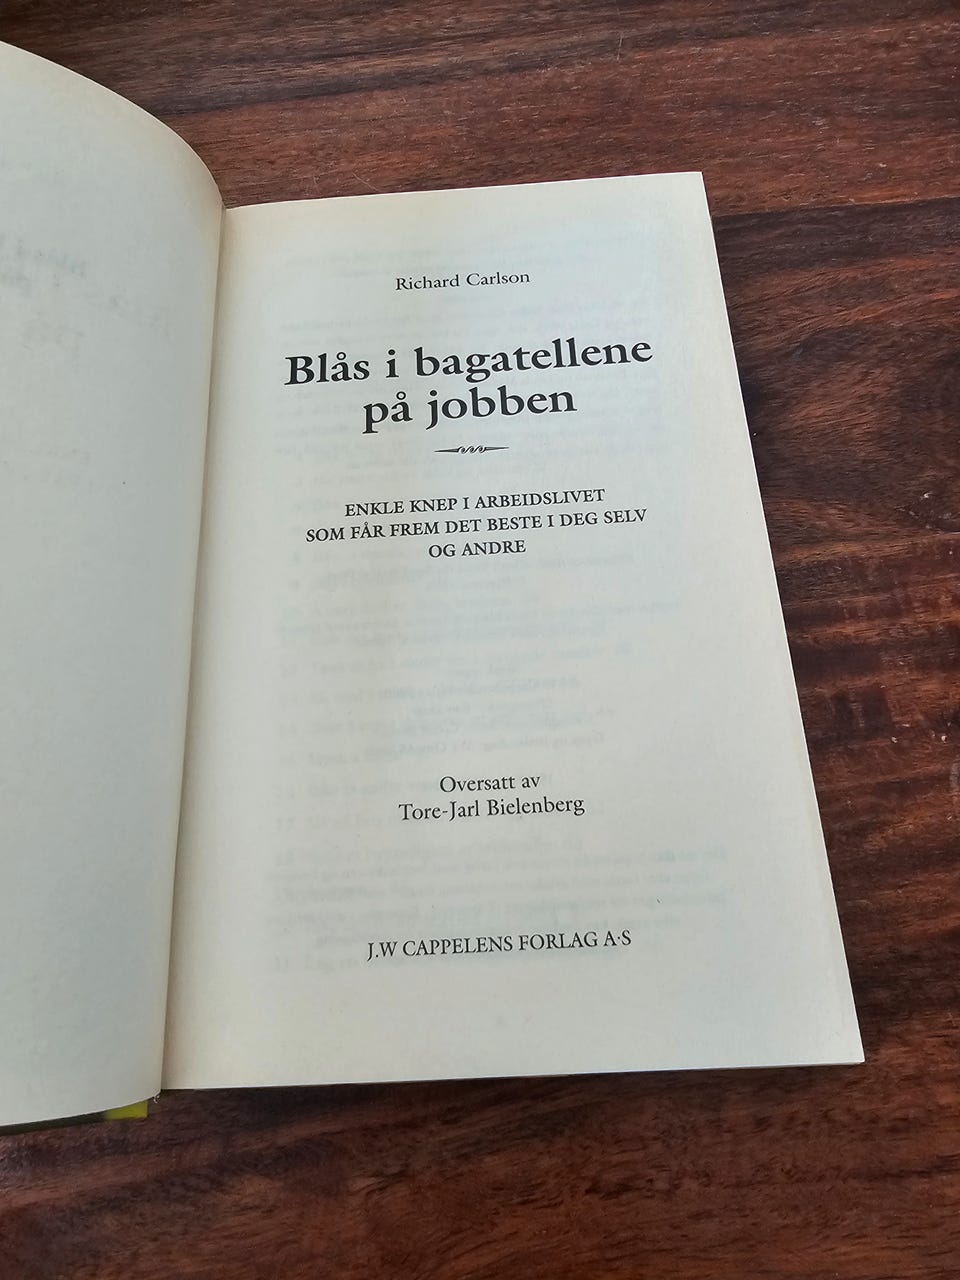 Richard Carlson
Blås i bagatellene
på jobben
ENKLE KNEP I ARBEIDSLIVET
SOM FÅR FREM DET BESTE I DEG SELV
OG ANDRE
Oversatt av
Tore-Jarl Bielenberg
J.W CAPPELENS FORLAG A·S